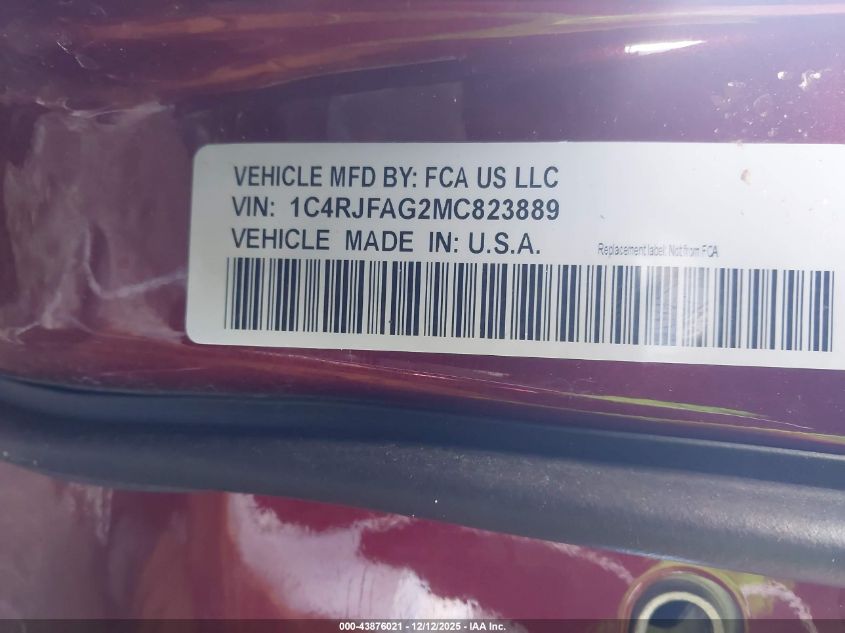 VEHICLE MFD BY: FCA US LLC
VIN: 1C4RJFAG2MC823889
VEHICLE MADE IN: U.S.A.
Replacement label: Not from FCA
000-43876021 - 12/12/2025 - IAA Inc.